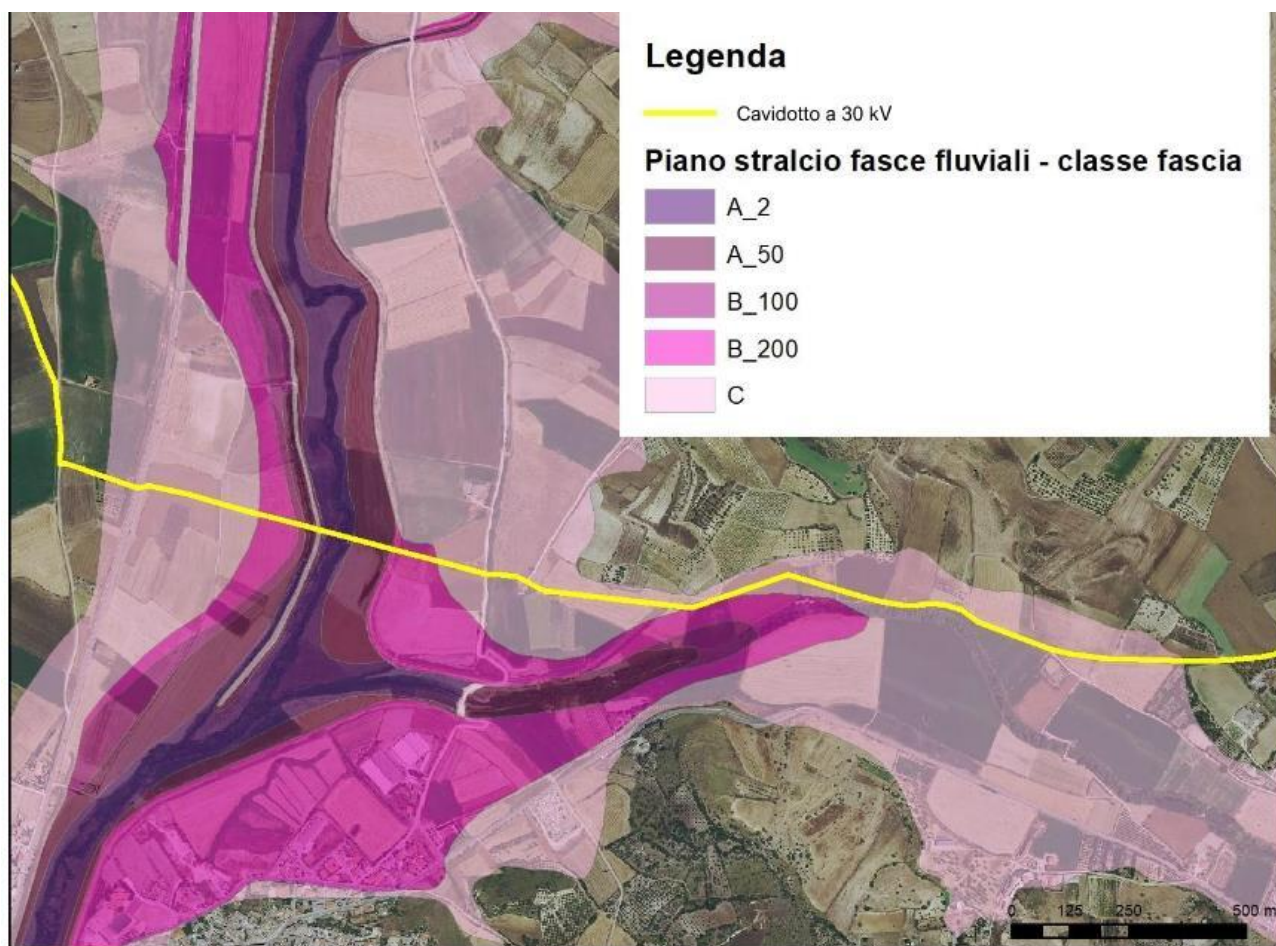 Legenda
Cavidotto a 30 kV
Piano stralcio fasce fluviali - classe fascia
A_2
A_50
B_100
B_200
C
0 125 250 500 m